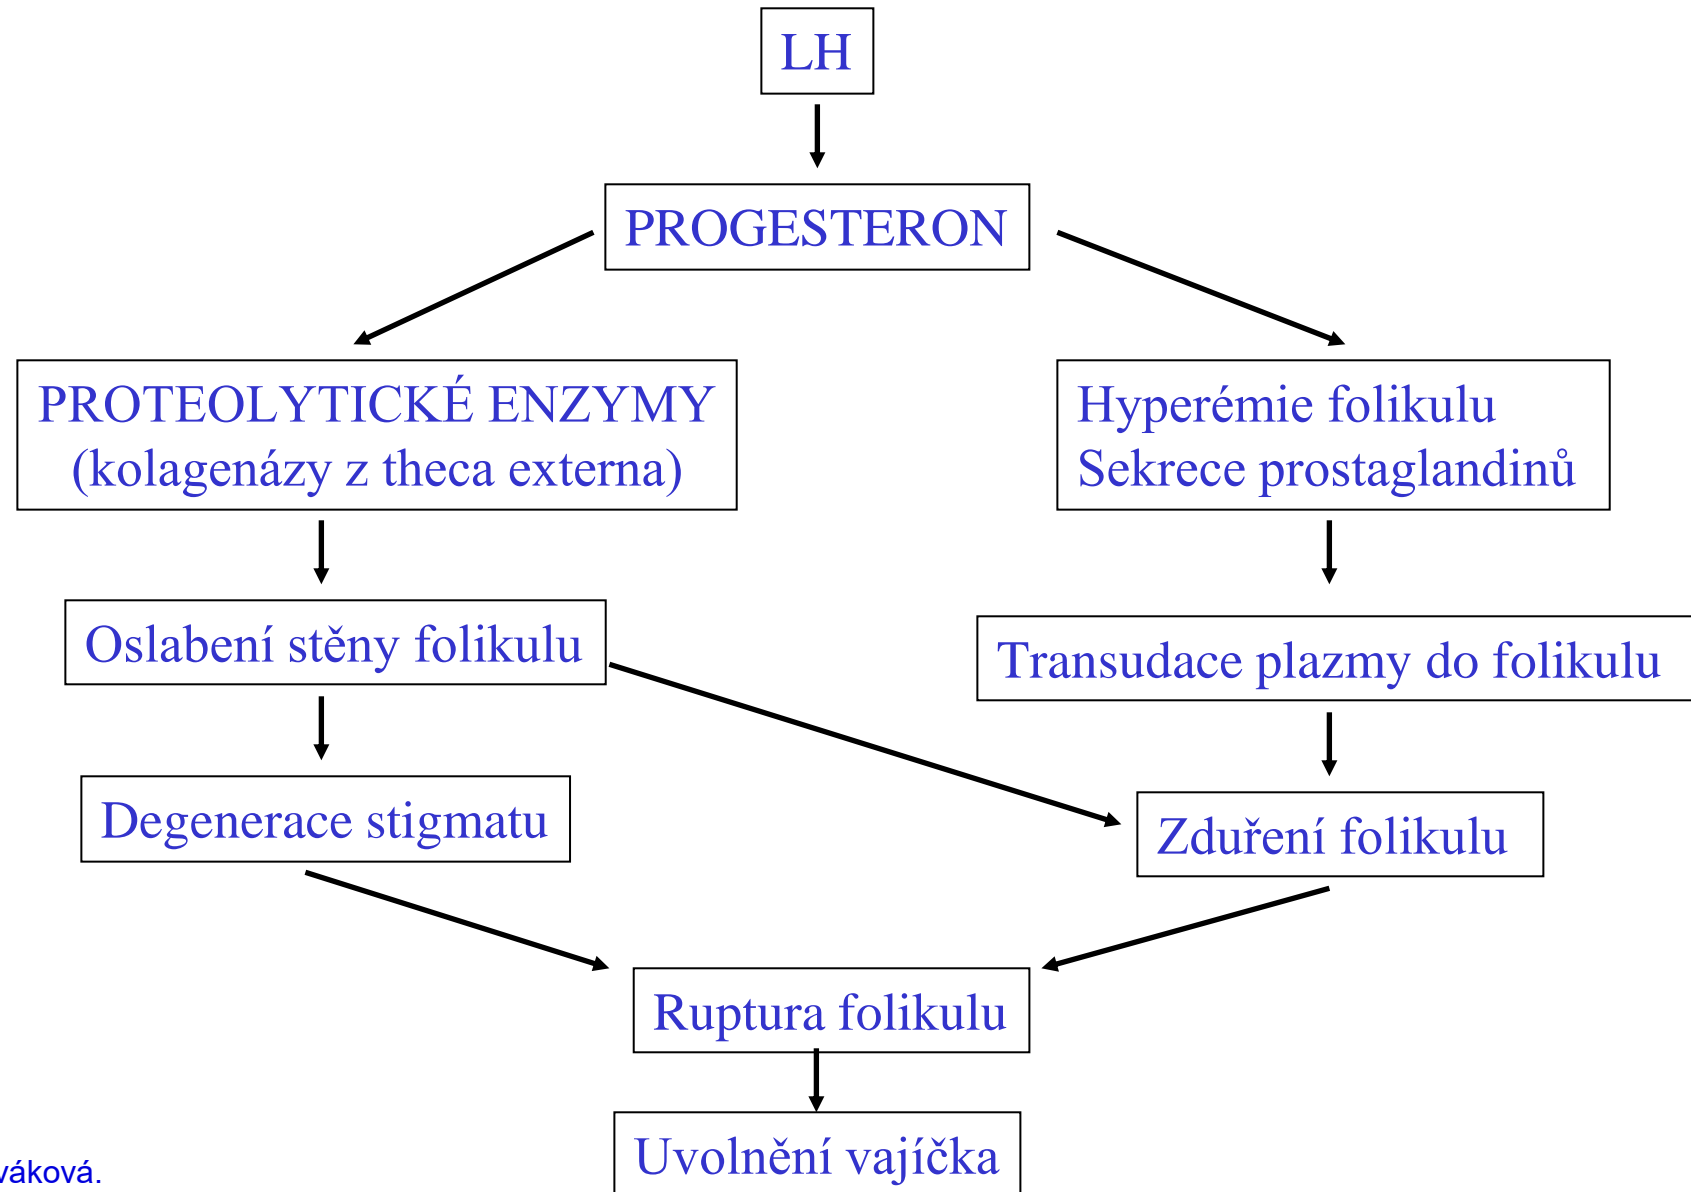 LH
PROGESTERON
PROTEOLYTICKÉ ENZYMY
(kolagenázy z theca externa)
Hyperémie folikulu
Sekrece prostaglandinů
Oslabení stěny folikulu
Transudace plazmy do folikulu
Degenerace stigmatu
Zduření folikulu
Ruptura folikulu
Uvolnění vajíčka
váková.